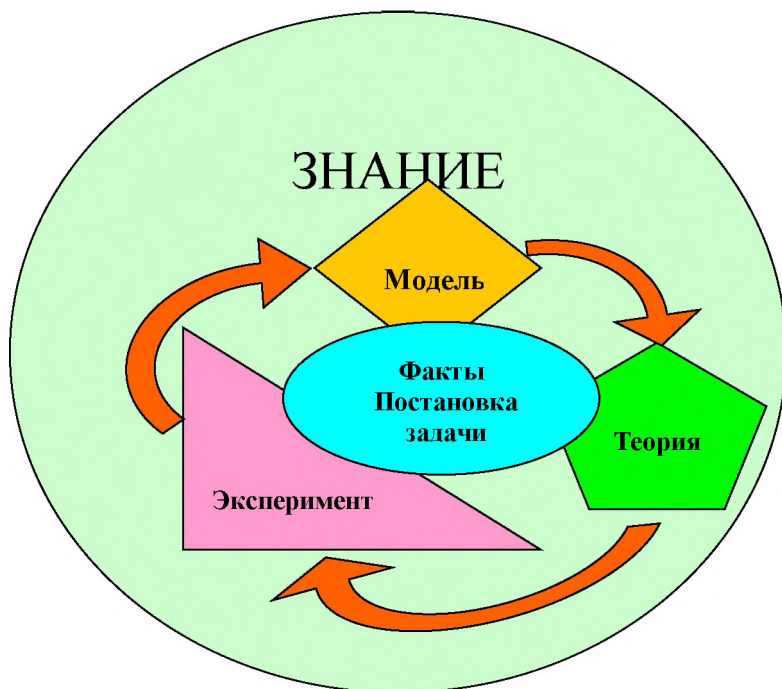 ЗНАНИЕ
Модель
Факты
Постановка
задачи
Теория
Эксперимент